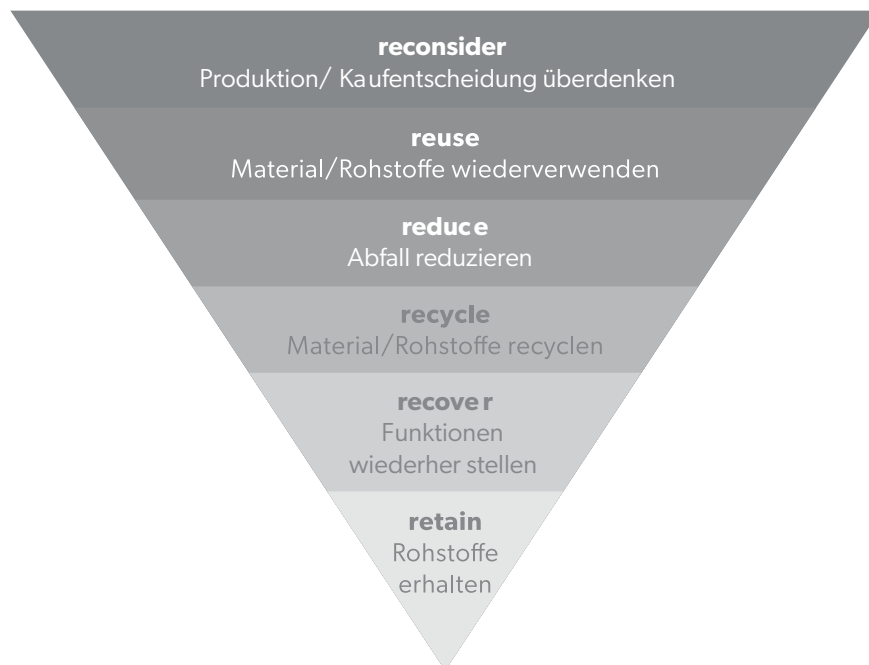 reconsider
Produktion/ Kaufentscheidung überdenken
reuse
Material/Rohstoffe wiederverwenden
reduce
Abfall reduzieren
recycle
Material/Rohstoffe recyclen
recover
Funktionen
wiederher stellen
retain
Rohstoffe
erhalten